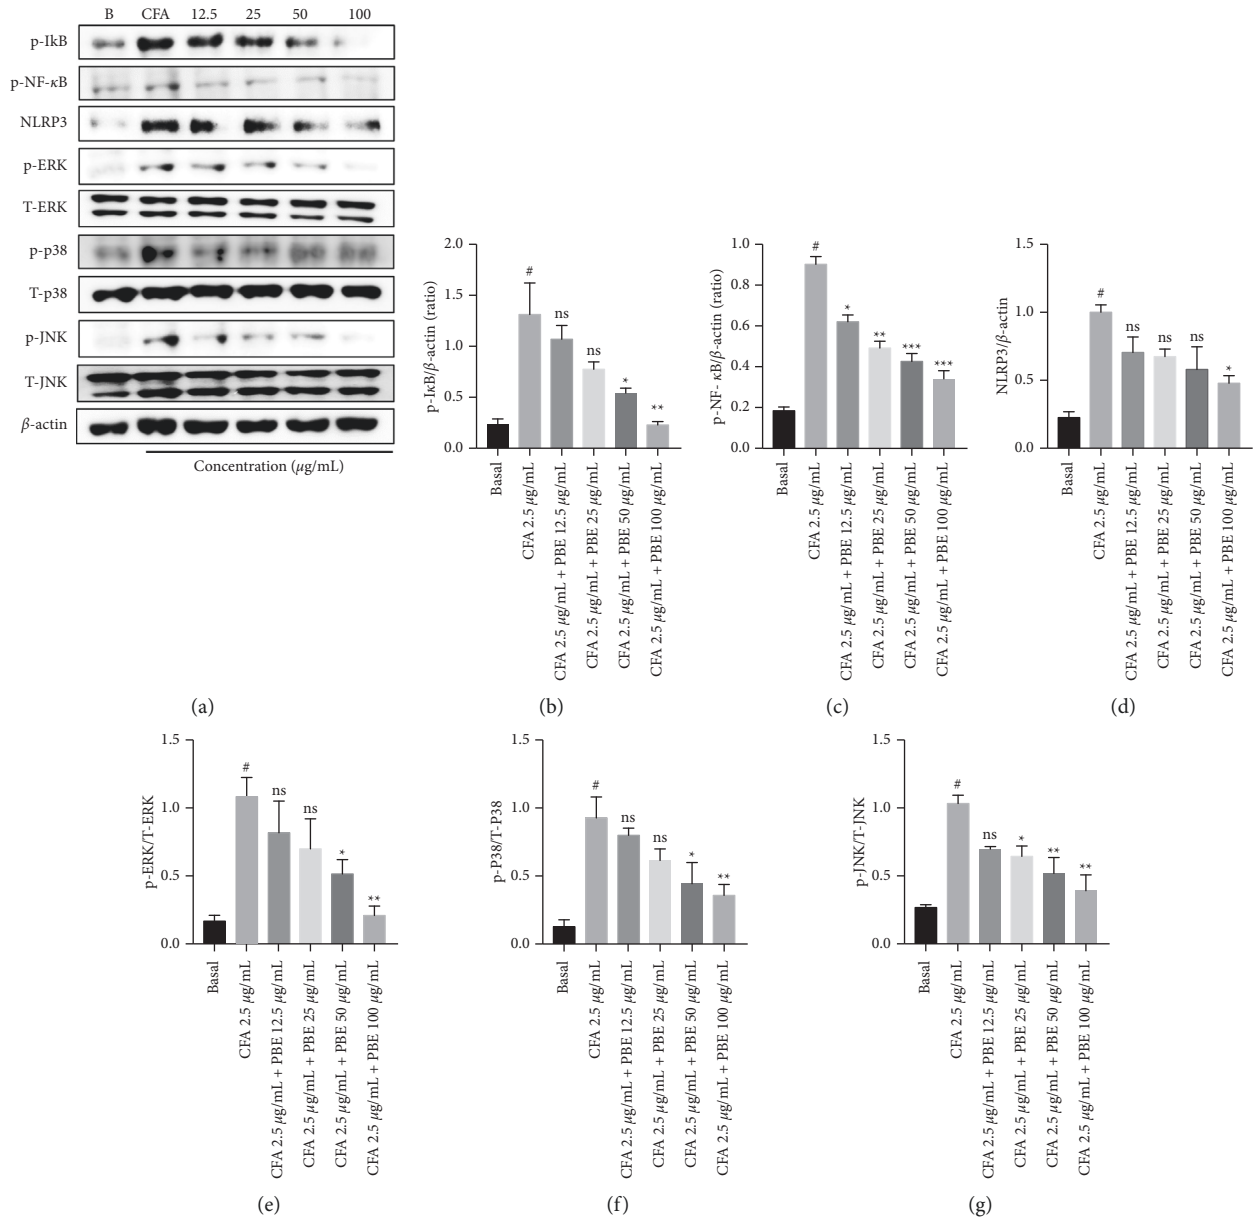 B CFA 12.5 25 50 100
p-IkB
p-NF-κB
NLRP3
p-ERK
T-ERK
p-p38
T-p38
p-JNK
T-JNK
β-actin
Concentration (μg/mL)
(a)
p-IκB/β-actin (ratio)
2.0
1.5
1.0
0.5
0.0
#
ns
ns
*
**
Basal
CFA 2.5 μg/mL
CFA 2.5 μg/mL + PBE 12.5 μg/mL
CFA 2.5 μg/mL + PBE 25 μg/mL
CFA 2.5 μg/mL + PBE 50 μg/mL
CFA 2.5 μg/mL + PBE 100 μg/mL
(b)
p-NF- κB/β-actin (ratio)
1.0
0.8
0.6
0.4
0.2
0.0
#
*
**
***
***
Basal
CFA 2.5 μg/mL
CFA 2.5 μg/mL + PBE 12.5 μg/mL
CFA 2.5 μg/mL + PBE 25 μg/mL
CFA 2.5 μg/mL + PBE 50 μg/mL
CFA 2.5 μg/mL + PBE 100 μg/mL
(c)
NLRP3/β-actin
1.5
1.0
0.5
0.0
#
ns
ns
ns
*
Basal
CFA 2.5 μg/mL
CFA 2.5 μg/mL + PBE 12.5 μg/mL
CFA 2.5 μg/mL + PBE 25 μg/mL
CFA 2.5 μg/mL + PBE 50 μg/mL
CFA 2.5 μg/mL + PBE 100 μg/mL
(d)
p-ERK/T-ERK
1.5
1.0
0.5
0.0
#
ns
ns
*
**
Basal
CFA 2.5 μg/mL
CFA 2.5 μg/mL + PBE 12.5 μg/mL
CFA 2.5 μg/mL + PBE 25 μg/mL
CFA 2.5 μg/mL + PBE 50 μg/mL
CFA 2.5 μg/mL + PBE 100 μg/mL
(e)
p-P38/T-P38
1.5
1.0
0.5
0.0
#
ns
ns
*
**
Basal
CFA 2.5 μg/mL
CFA 2.5 μg/mL + PBE 12.5 μg/mL
CFA 2.5 μg/mL + PBE 25 μg/mL
CFA 2.5 μg/mL + PBE 50 μg/mL
CFA 2.5 μg/mL + PBE 100 μg/mL
(f)
p-JNK/T-JNK
1.5
1.0
0.5
0.0
#
ns
*
**
**
Basal
CFA 2.5 μg/mL
CFA 2.5 μg/mL + PBE 12.5 μg/mL
CFA 2.5 μg/mL + PBE 25 μg/mL
CFA 2.5 μg/mL + PBE 50 μg/mL
CFA 2.5 μg/mL + PBE 100 μg/mL
(g)